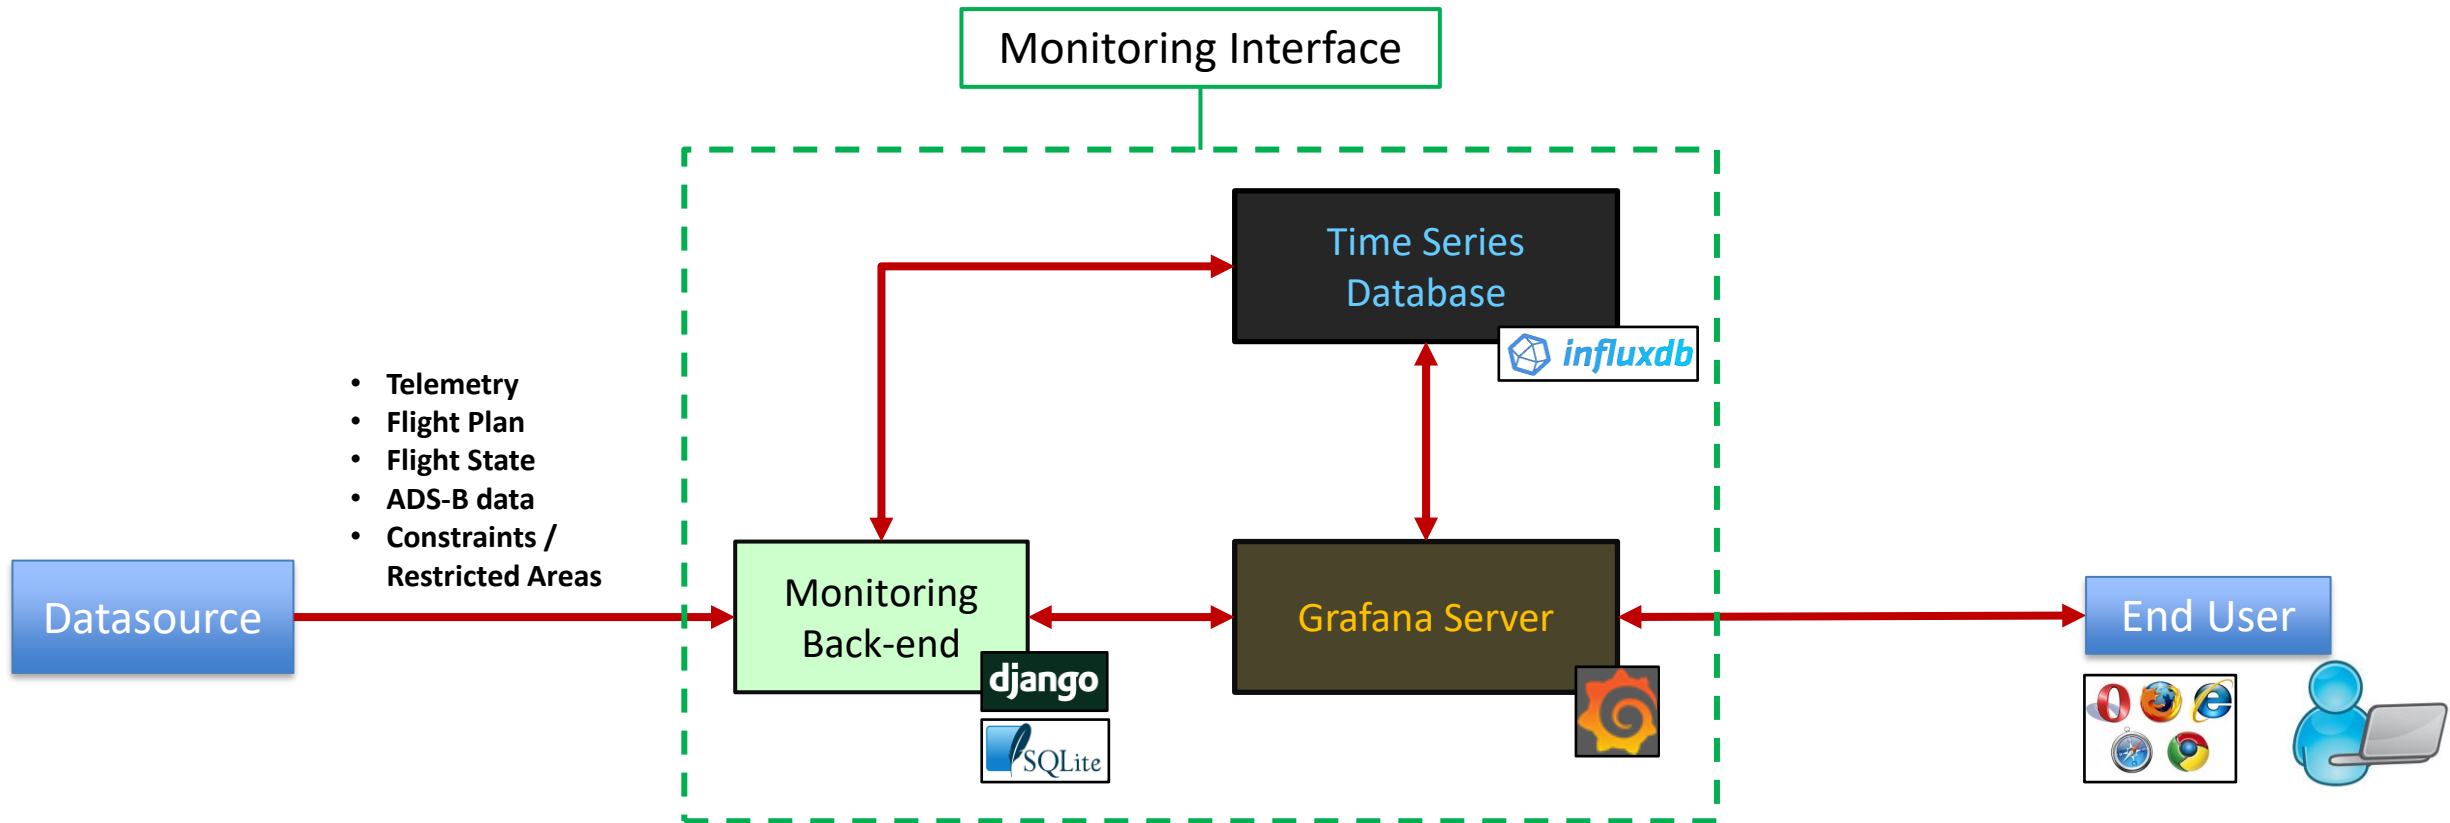 Monitoring Interface
Time Series
Database
influxdb
• Telemetry
• Flight Plan
• Flight State
• ADS-B data
• Constraints /
Restricted Areas
Datasource
Monitoring
Back-end
django
SQLite
Grafana Server
End User